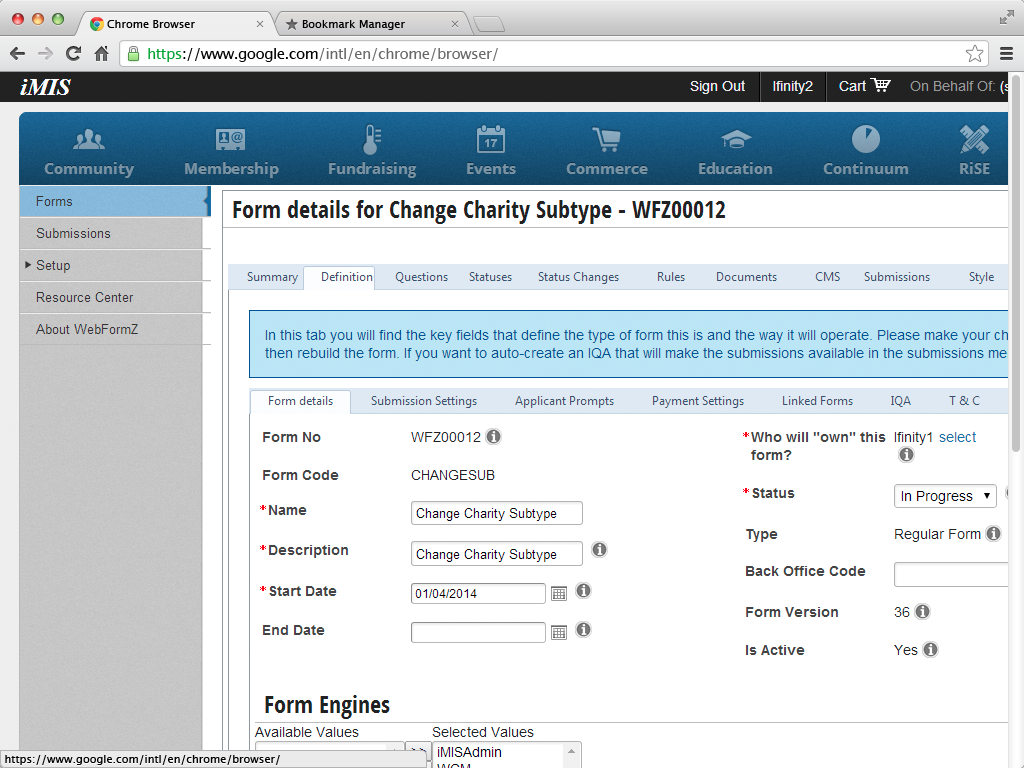 Chrome Browser
Bookmark Manager
https://www.google.com/intl/en/chrome/browser/
iMIS
Sign Out
Ifinity2
Cart
On Behalf Of: (s
17
Community
Membership
Fundraising
Events
Commerce
Education
Continuum
RiSE
Forms
Submissions
Setup
Resource Center
About WebFormZ
Form details for Change Charity Subtype - WFZ00012
Summary
Definition
Questions
Statuses
Status Changes
Rules
Documents
CMS
Submissions
Style
In this tab you will find the key fields that define the type of form this is and the way it will operate. Please make your ch
then rebuild the form. If you want to auto-create an IQA that will make the submissions available in the submissions me
Form details
Submission Settings
Applicant Prompts
Payment Settings
Linked Forms
IQA
T & C
Form No
WFZ00012
Form Code
CHANGESUB
*Name
Change Charity Subtype
*Description
Change Charity Subtype
*Start Date
01/04/2014
End Date
*Who will "own" this
form?
Ifinity1 select
*Status
In Progress
Type
Regular Form
Back Office Code
Form Version
36
Is Active
Yes
Form Engines
Available Values
Selected Values
>>
iMISAdmin
WCM
https://www.google.com/intl/en/chrome/browser/